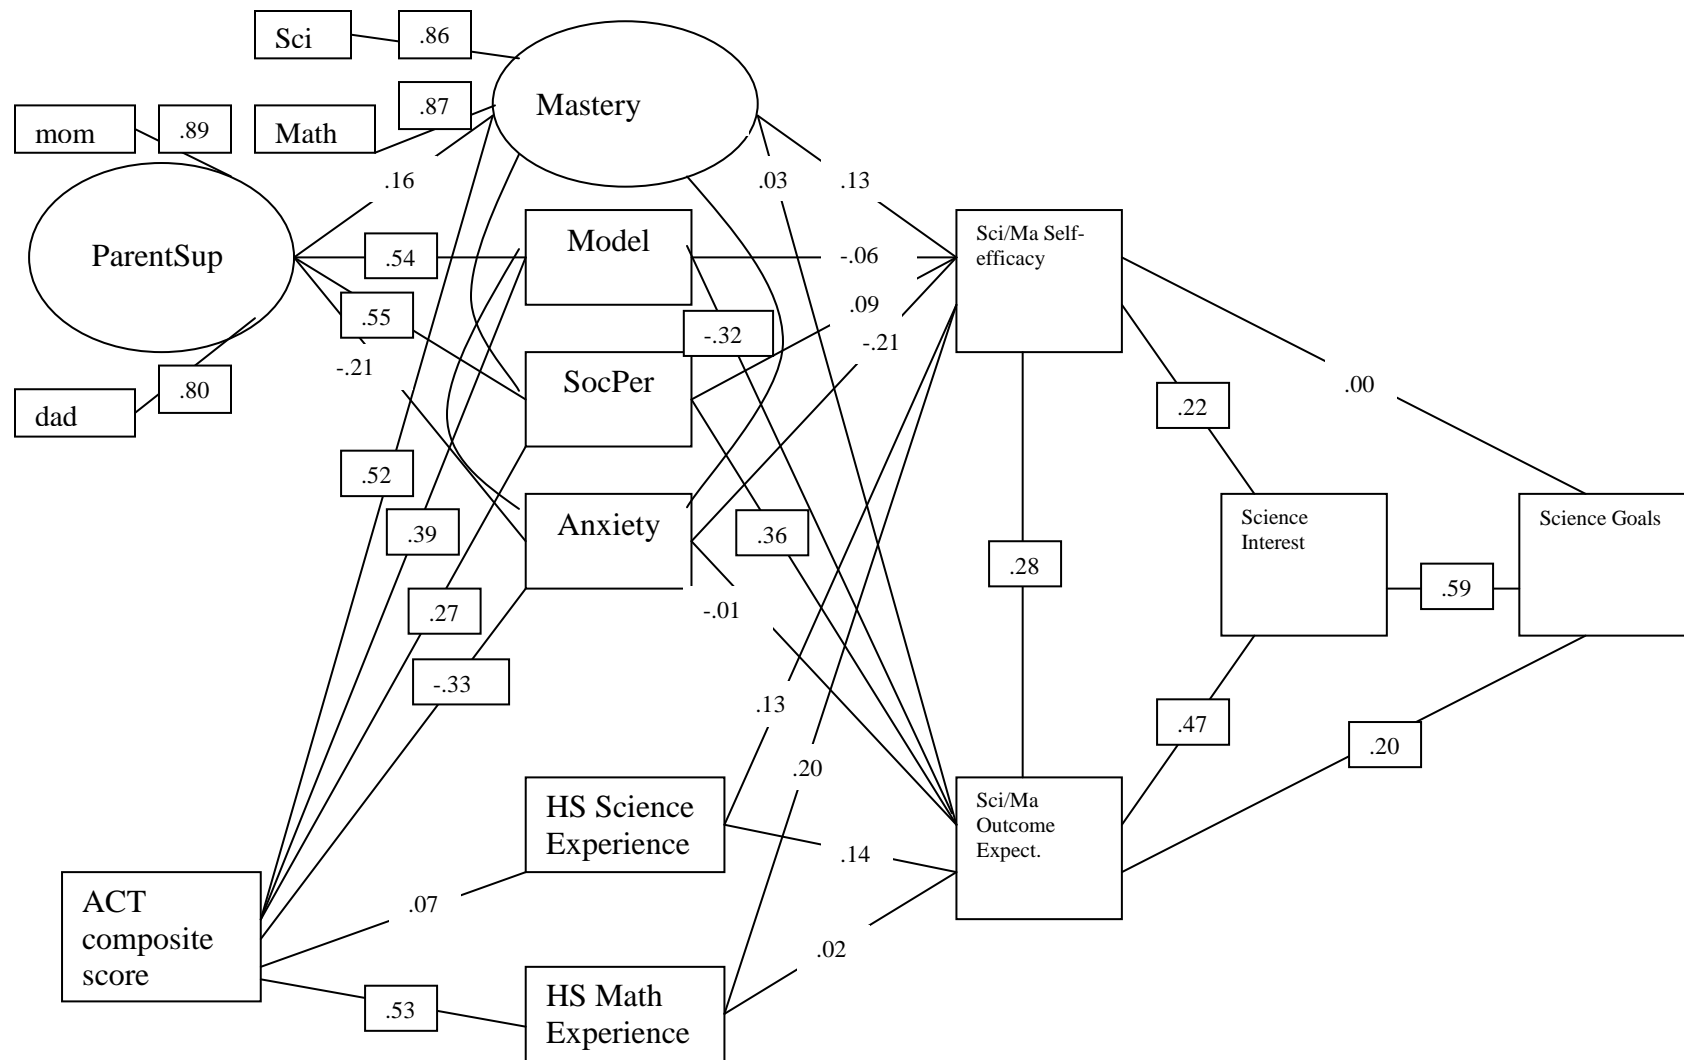 Sci
.86
Mastery
.87
mom
.89
Math
.16
.03
.13
ParentSup
.54
Model
-.06
Sci/Ma Self-
efficacy
.55
-.32
.09
-.21
-.21
SocPer
.80
dad
.00
.22
.52
.39
Anxiety
.36
.28
Science
Interest
Science Goals
.59
.27
-.01
-.33
.13
.47
.20
.20
HS Science
Experience
Sci/Ma
Outcome
Expect.
.14
ACT
composite
score
.07
.02
.53
HS Math
Experience